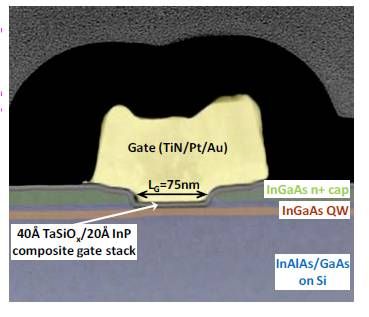 Gate (TiN/Pt/Au)
L_G=75nm
InGaAs n+ cap
InGaAs QW
40Å TaSiOₓ/20Å InP
composite gate stack
InAlAs/GaAs
on Si